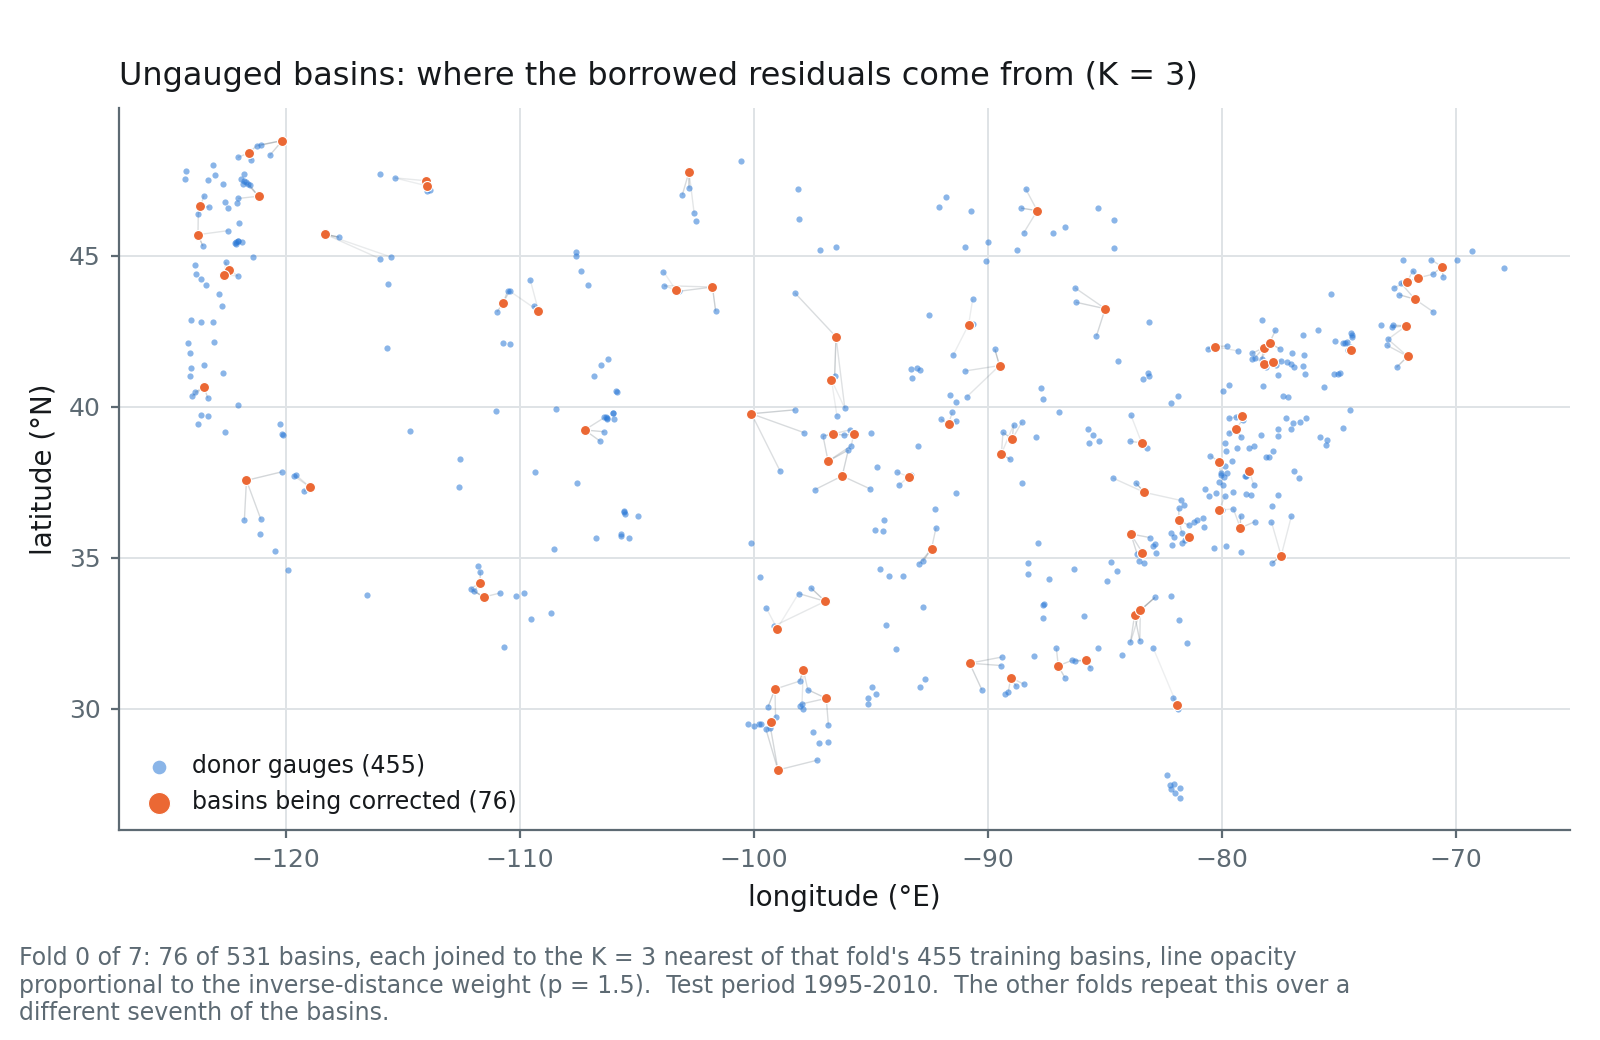 Ungauged basins: where the borrowed residuals come from (K = 3)
45
40
35
30
latitude (°N)
donor gauges (455)
basins being corrected (76)
−120
−110
−100
−90
−80
−70
longitude (°E)
Fold 0 of 7: 76 of 531 basins, each joined to the K = 3 nearest of that fold's 455 training basins, line opacity
proportional to the inverse-distance weight (p = 1.5).  Test period 1995-2010.  The other folds repeat this over a
different seventh of the basins.